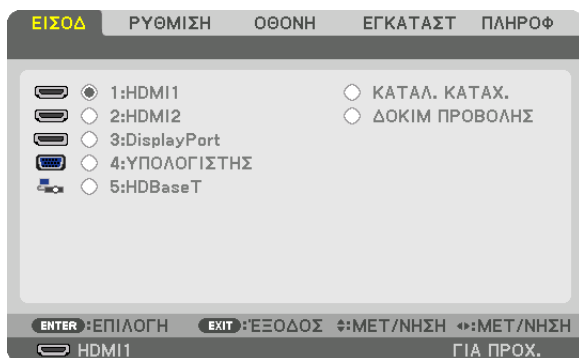 ΕΙΣΟΔ ΡΥΘΜΙΣΗ ΟΘΟΝΗ ΕΓΚΑΤΑΣΤ ΠΛΗΡΟΦ
1:HDMI1 ΚΑΤΑΛ. ΚΑΤΑΧ.
2:HDMI2 ΔΟΚΙΜ ΠΡΟΒΟΛΗΣ
3:DisplayPort
4:ΥΠΟΛΟΓΙΣΤΗΣ
5:HDBaseT
ENTER:ΕΠΙΛΟΓΗ EXIT:ΈΞΟΔΟΣ :ΜΕΤ/ΝΗΣΗ :ΜΕΤ/ΝΗΣΗ
HDMI1 ΓΙΑ ΠΡΟΧ.